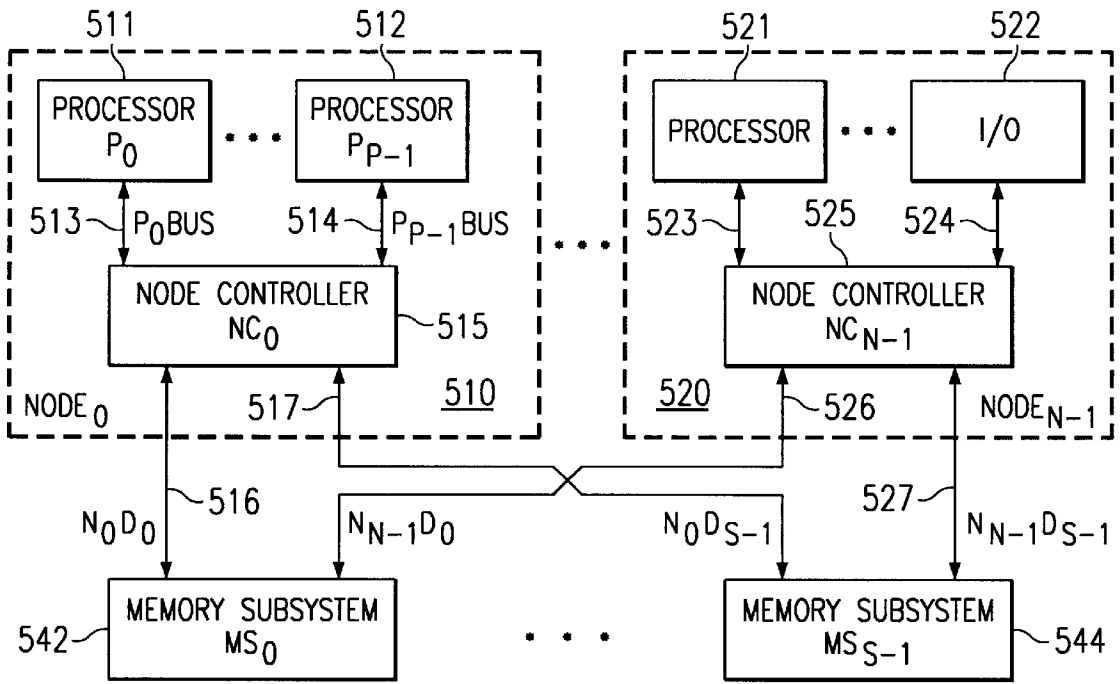 511
512
521
522
PROCESSOR
P0
PROCESSOR
PP-1
PROCESSOR
I/O
513
P0BUS
514
PP-1BUS
523
525
524
NODE CONTROLLER
NC0
515
NODE CONTROLLER
NCN-1
NODE0
517
510
520
526
NODEN-1
516
527
N0D0
NN-1D0
N0DS-1
NN-1DS-1
542
MEMORY SUBSYSTEM
MS0
MEMORY SUBSYSTEM
MSS-1
544